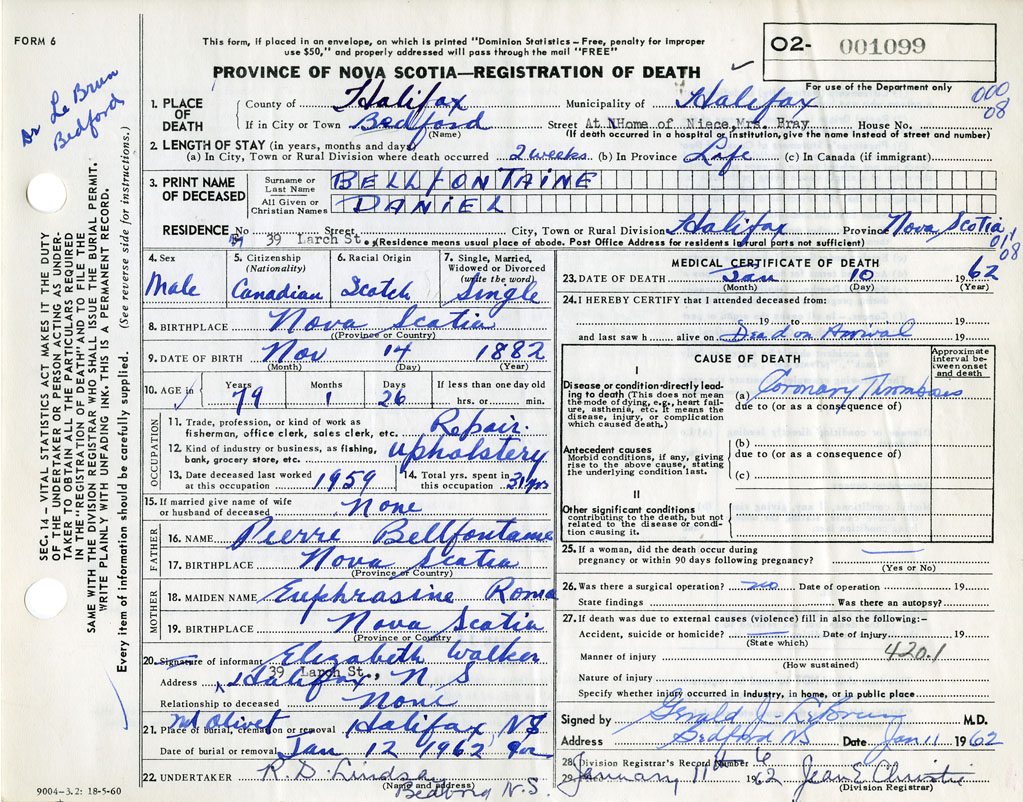 FORM 6
This form, if placed in an envelope, on which is printed "Dominion Statistics – Free, penalty for improper
use $50," and properly addressed will pass through the mail "FREE"
PROVINCE OF NOVA SCOTIA—REGISTRATION OF DEATH
02- 001099
For use of the Department only
000
08
Dr Le Brun
Bedford
SEC. 14 – VITAL STATISTICS ACT MAKES IT THE DUTY
OF THE UNDERTAKER OR PERSON ACTING AS UNDER-
TAKER TO OBTAIN ALL THE PARTICULARS REQUIRED
IN THE "REGISTRATION OF DEATH" AND TO FILE THE
SAME WITH THE DIVISION REGISTRAR WHO SHALL ISSUE THE BURIAL PERMIT.
WRITE PLAINLY WITH UNFADING INK. THIS IS A PERMANENT RECORD.
Every item of information should be carefully supplied. (See reverse side for instructions.)
1. PLACE OF DEATH
County of Halifax Municipality of Halifax
If in City or Town Bedford Street At Home of Niece, Mrs. Bray House No.
(Name) (If death occurred in a hospital or institution, give the name instead of street and number)
2. LENGTH OF STAY (in years, months and days)
(a) In City, Town or Rural Division where death occurred 2 weeks (b) In Province Life (c) In Canada (if immigrant)
3. PRINT NAME OF DECEASED
Surname or Last Name BELLFONTAINE
All Given or Christian Names DANIEL
RESIDENCE No. 39 Street Larch St. City, Town or Rural Division Halifax Province Nova Scotia
(Residence means usual place of abode. Post Office Address for residents in rural parts not sufficient)
011
08
4. Sex 5. Citizenship (Nationality) 6. Racial Origin 7. Single, Married, Widowed or Divorced (write the word)
Male Canadian Scotch Single
8. BIRTHPLACE Nova Scotia
(Province or Country)
9. DATE OF BIRTH Nov 14 1882
(Month) (Day) (Year)
10. AGE in Years Months Days If less than one day old
79 1 26 hrs. or min.
OCCUPATION
11. Trade, profession, or kind of work as
fisherman, office clerk, sales clerk, etc. Repair.
12. Kind of industry or business, as fishing,
bank, grocery store, etc. Upholstery
13. Date deceased last worked
at this occupation 1959
14. Total yrs. spent in
this occupation 31 yrs
15. If married give name of wife
or husband of deceased None
FATHER
16. NAME Pierre Bellfontaine
17. BIRTHPLACE Nova Scotia
(Province or Country)
MOTHER
18. MAIDEN NAME Euphrasine Roma
19. BIRTHPLACE Nova Scotia
(Province or Country)
20. Signature of informant Elizabeth Walker
39 Larch St.,
Address Halifax, N S
Relationship to deceased None
Mt Olivet
21. Place of burial, cremation or removal Halifax NS
Date of burial or removal Jan 12 1962
22. UNDERTAKER R. D. Lindsay
(Name and address)
Bedford N.S.
9004–3.2: 18-5-60
MEDICAL CERTIFICATE OF DEATH
23. DATE OF DEATH Jan 10 1962
(Month) (Day) (Year)
24. I HEREBY CERTIFY that I attended deceased from:
19 to 19
and last saw h alive on Dead on Arrival 19
CAUSE OF DEATH
Approximate interval between onset and death
I
Disease or condition directly lead-
ing to death (This does not mean
the mode of dying, e.g., heart fail-
ure, asthenia, etc. It means the
disease, injury, or complication
which caused death.)
(a) Coronary Thrombosis
due to (or as a consequence of)
Antecedent causes
Morbid conditions, if any, giving
rise to the above cause, stating
the underlying condition last.
(b)
due to (or as a consequence of)
(c)
II
Other significant conditions
contributing to the death, but not
related to the disease or condi-
tion causing it.
25. If a woman, did the death occur during
pregnancy or within 90 days following pregnancy?
(Yes or No)
26. Was there a surgical operation? no Date of operation 19
State findings Was there an autopsy?
27. If death was due to external causes (violence) fill in also the following:–
Accident, suicide or homicide? Date of injury 19
(State which)
Manner of injury 420.1
(How sustained)
Nature of injury
Specify whether injury occurred in industry, in home, or in public place
Signed by Gerald J. LeBrun M.D.
Address Bedford NS Date Jan 11 1962
28. Division Registrar's Record Number 6
29. January 11 1962 Jean E. Christie
(Division Registrar)